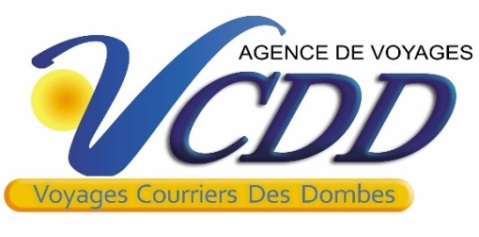 AGENCE DE VOYAGES
VCDD
Voyages Courriers Des Dombes